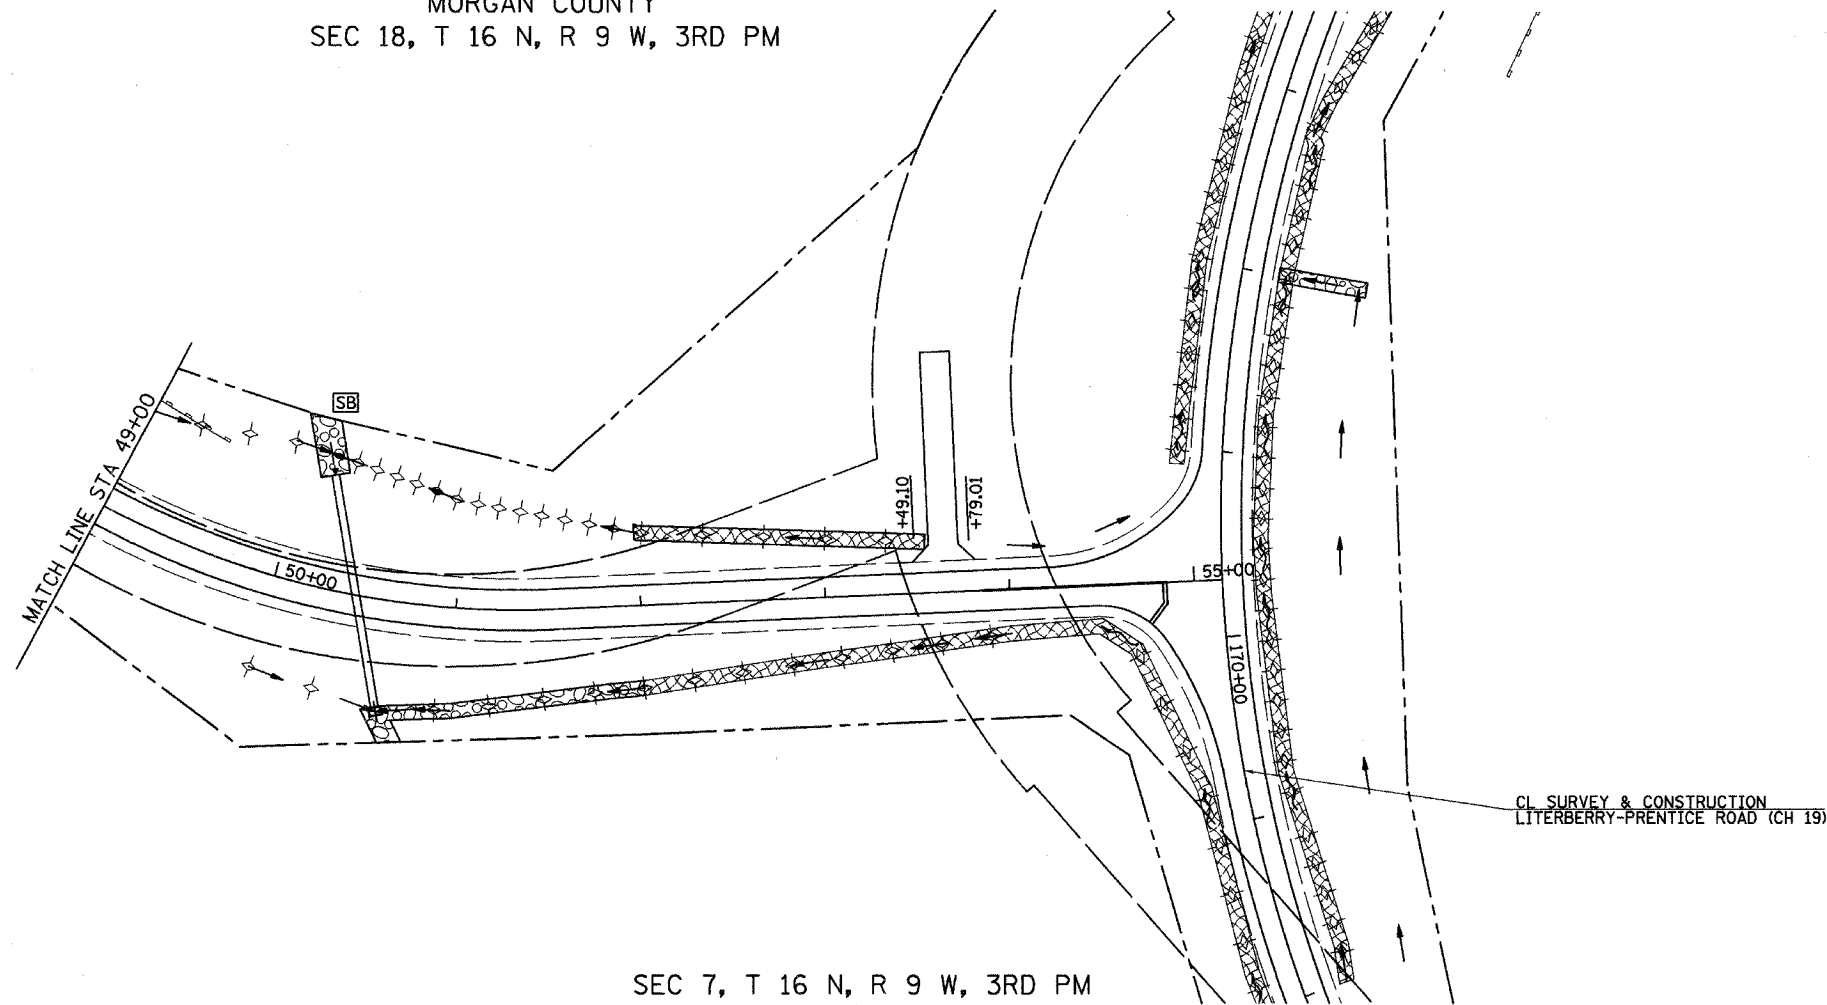 MORGAN COUNTY
SEC 18, T 16 N, R 9 W, 3RD PM
MATCH LINE STA 49+00
SB
50+00
+49.10
+79.01
55+00
170+00
CL SURVEY & CONSTRUCTION
LITERBERRY-PRENTICE ROAD (CH 19)
SEC 7, T 16 N, R 9 W, 3RD PM